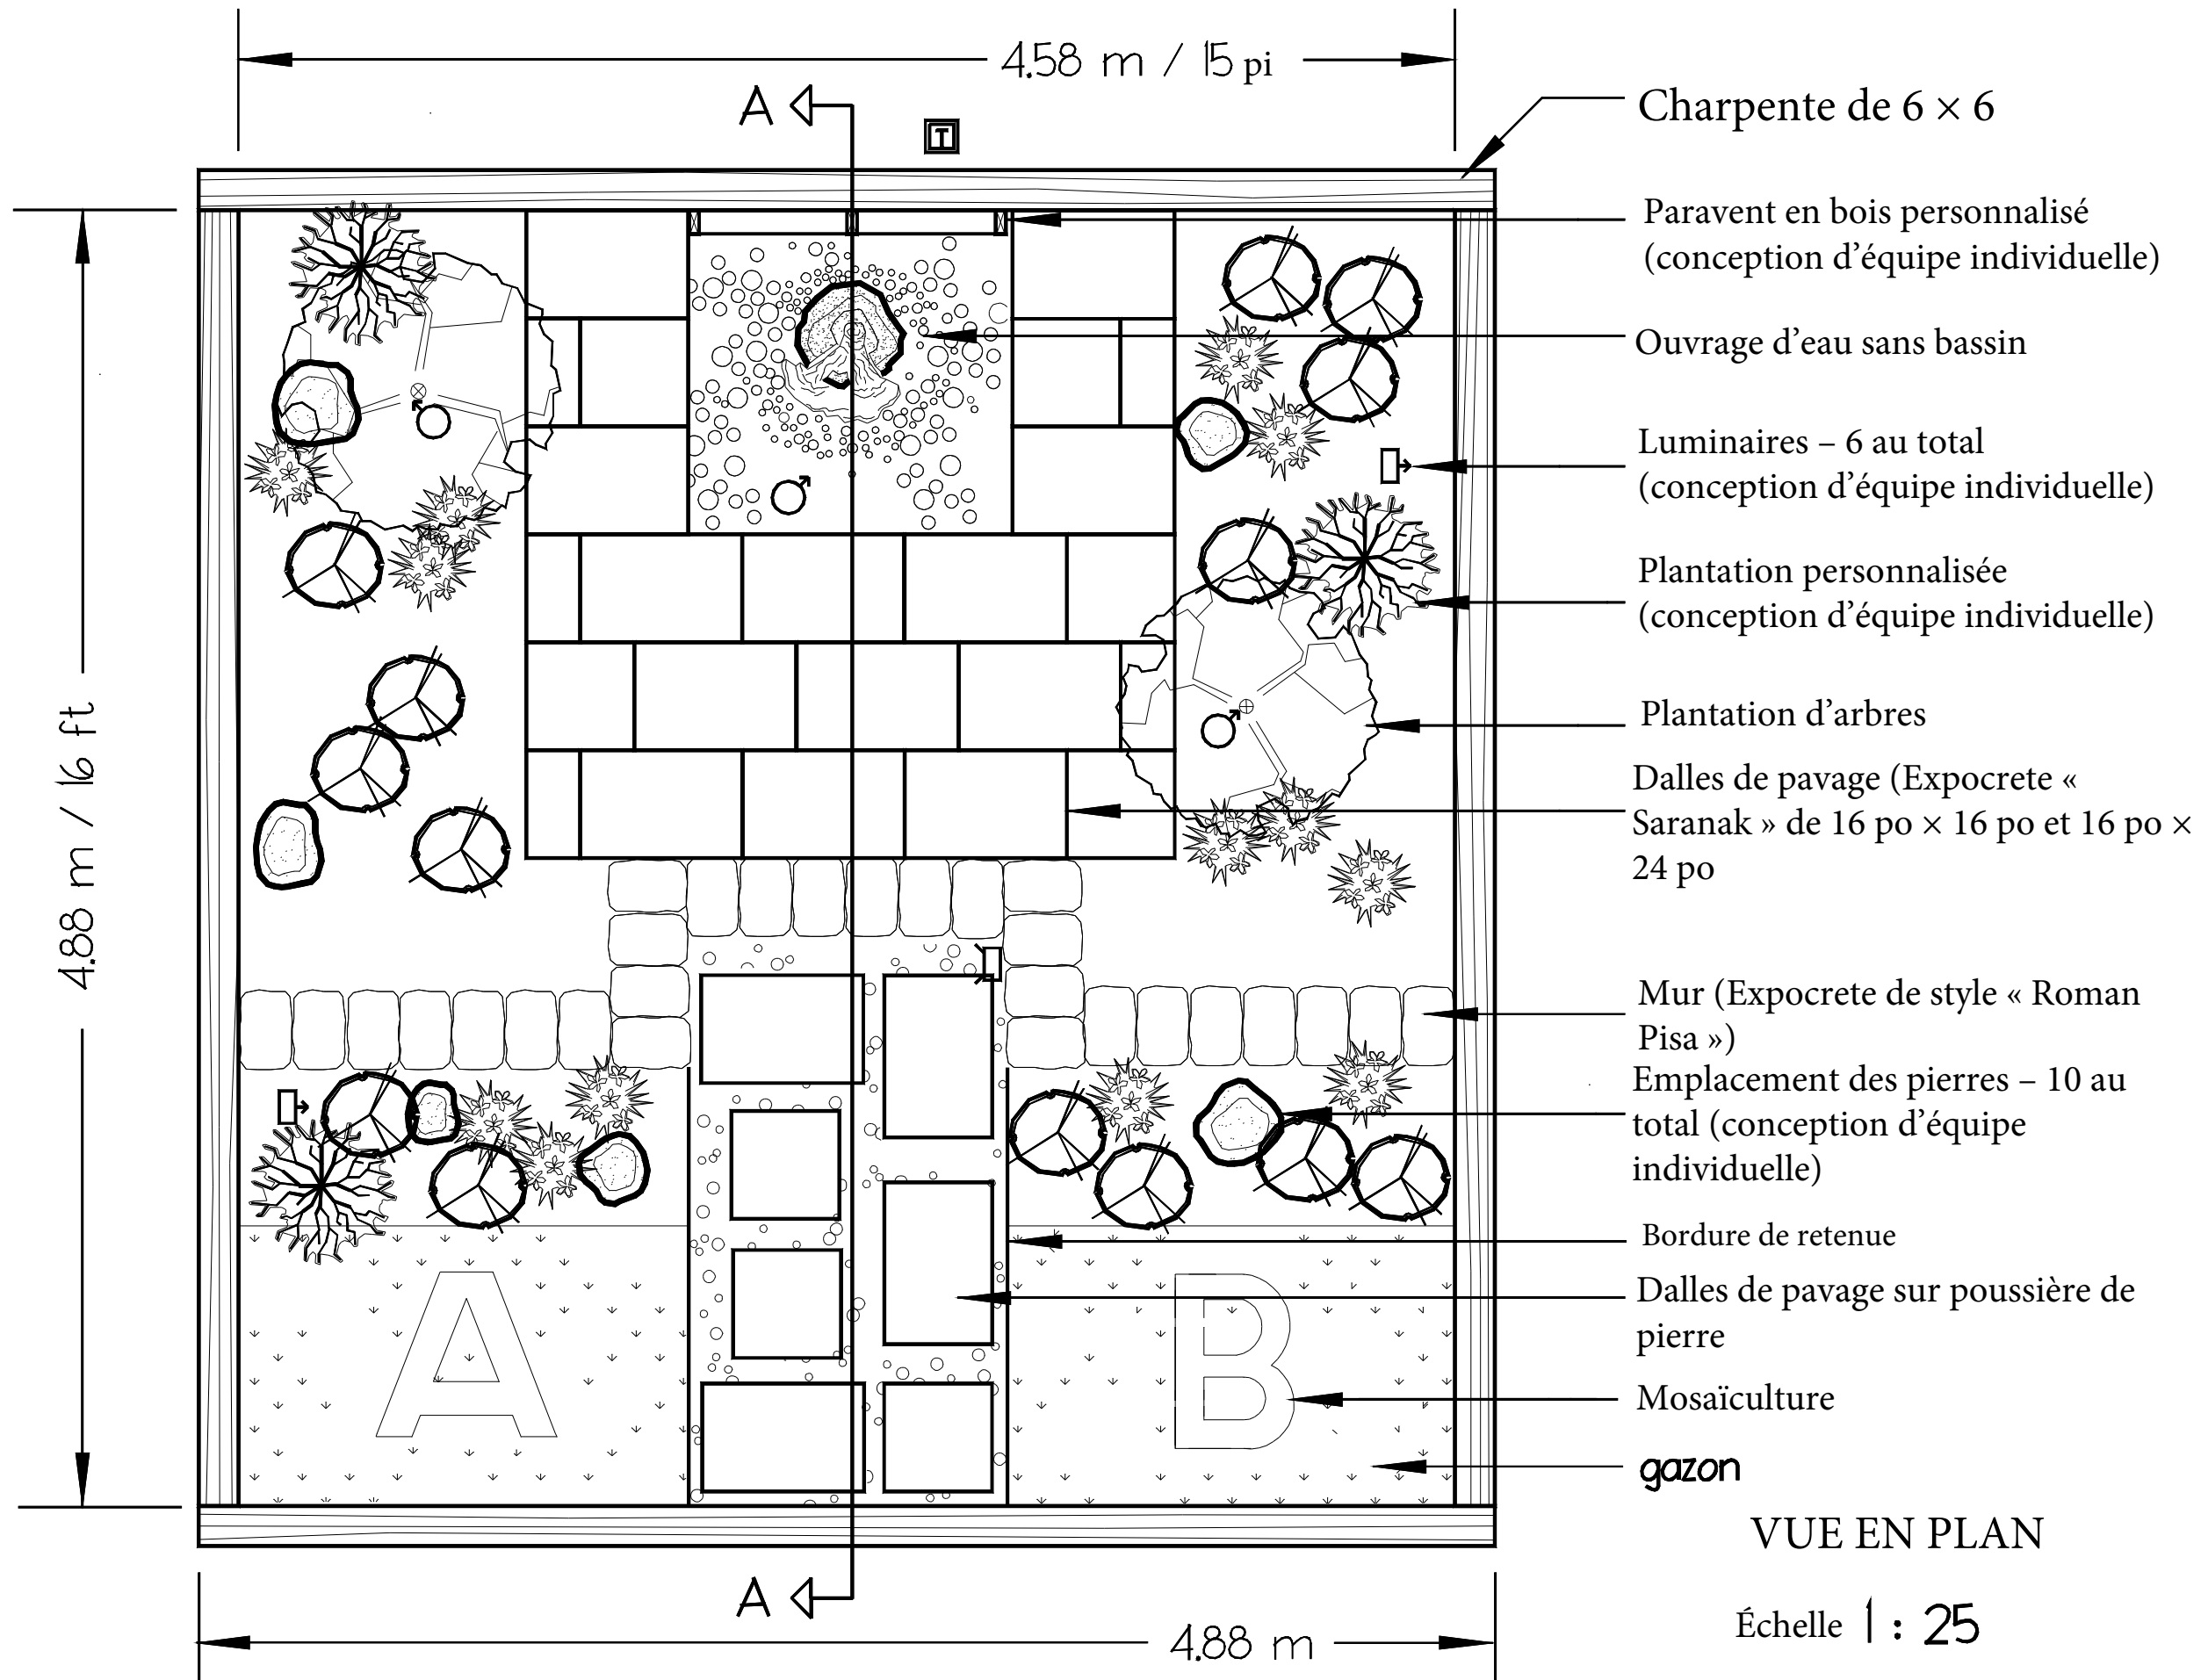 4.58 m / 15 pi
A
T
Charpente de 6 × 6
Paravent en bois personnalisé
(conception d’équipe individuelle)
Ouvrage d’eau sans bassin
Luminaires – 6 au total
(conception d’équipe individuelle)
Plantation personnalisée
(conception d’équipe individuelle)
4.88 m / 16 ft
Plantation d’arbres
Dalles de pavage (Expocrete «
Saranak » de 16 po × 16 po et 16 po ×
24 po
Mur (Expocrete de style « Roman
Pisa »)
Emplacement des pierres – 10 au
total (conception d’équipe
individuelle)
Bordure de retenue
Dalles de pavage sur poussière de
pierre
A
B
Mosaïculture
gazon
VUE EN PLAN
A
Échelle 1 : 25
4.88 m